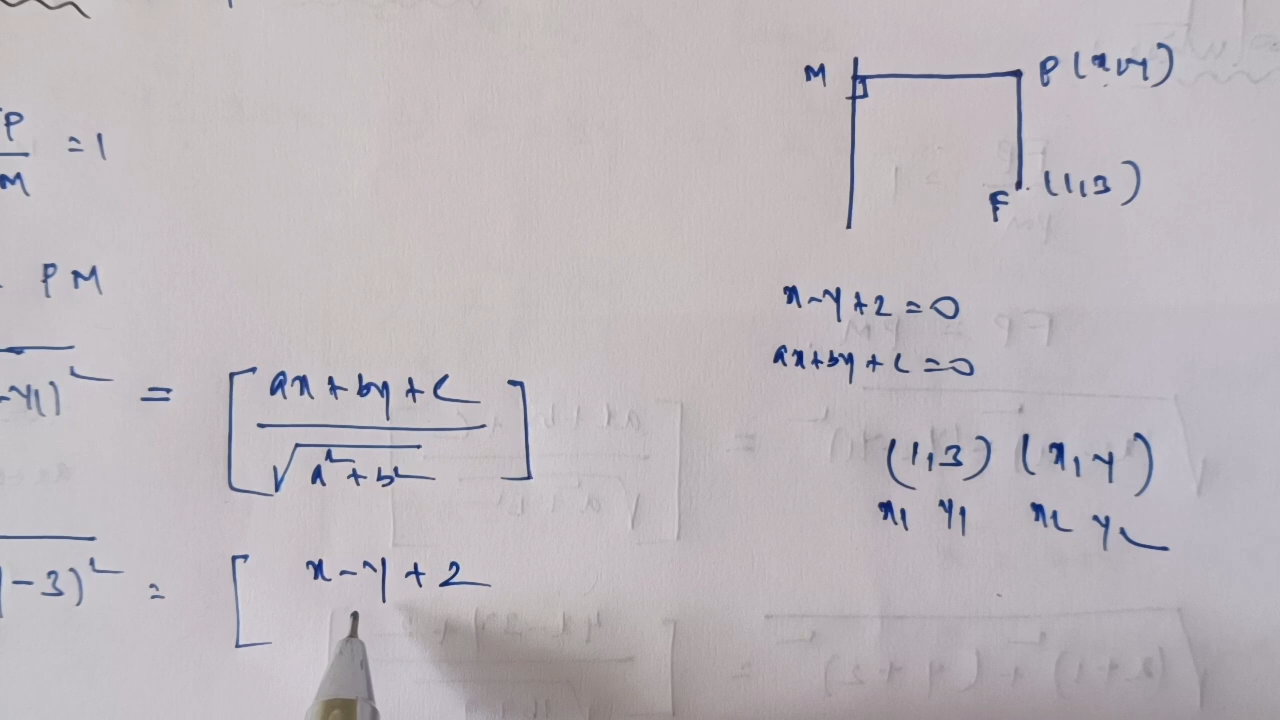 P/M = 1
PM
-y1)² = [ax+by+c / √a²+b²]
-3)² = [x-y+2
M P(x,y)
F (1,3)
x-y+2=0
ax+by+c=0
(1,3) (x,y)
x1 y1 x2 y2